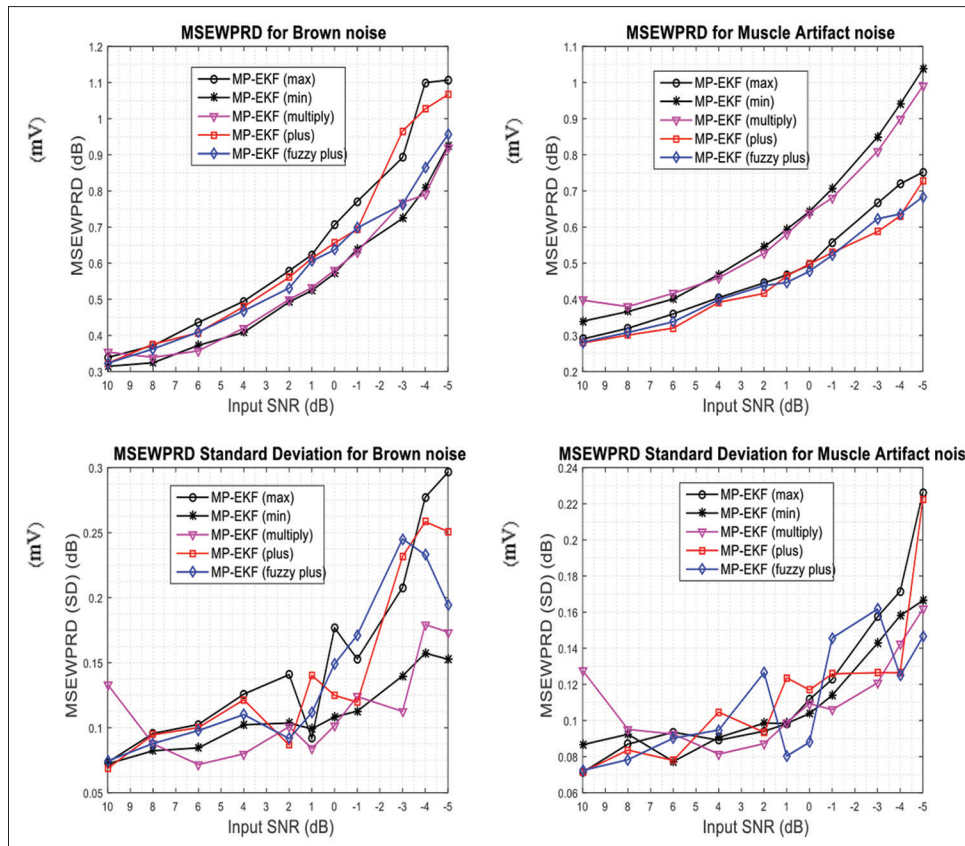 MSEWPRD for Brown noise
(mV)
MSEWPRD (dB)
1.2
1.1
1
0.9
0.8
0.7
0.6
0.5
0.4
0.3
MP-EKF (max)
MP-EKF (min)
MP-EKF (multiply)
MP-EKF (plus)
MP-EKF (fuzzy plus)
10 9 8 7 6 5 4 3 2 1 0 -1 -2 -3 -4 -5
Input SNR (dB)
MSEWPRD for Muscle Artifact noise
(mV)
MSEWPRD (dB)
1.1
1
0.9
0.8
0.7
0.6
0.5
0.4
0.3
0.2
MP-EKF (max)
MP-EKF (min)
MP-EKF (multiply)
MP-EKF (plus)
MP-EKF (fuzzy plus)
10 9 8 7 6 5 4 3 2 1 0 -1 -2 -3 -4 -5
Input SNR (dB)
MSEWPRD Standard Deviation for Brown noise
(mV)
MSEWPRD (SD) (dB)
0.3
0.25
0.2
0.15
0.1
0.05
MP-EKF (max)
MP-EKF (min)
MP-EKF (multiply)
MP-EKF (plus)
MP-EKF (fuzzy plus)
10 9 8 7 6 5 4 3 2 1 0 -1 -2 -3 -4 -5
Input SNR (dB)
MSEWPRD Standard Deviation for Muscle Artifact nois
(mV)
MSEWPRD (SD) (dB)
0.24
0.22
0.2
0.18
0.16
0.14
0.12
0.1
0.08
0.06
MP-EKF (max)
MP-EKF (min)
MP-EKF (multiply)
MP-EKF (plus)
MP-EKF (fuzzy plus)
10 9 8 7 6 5 4 3 2 1 0 -1 -2 -3 -4 -5
Input SNR (dB)